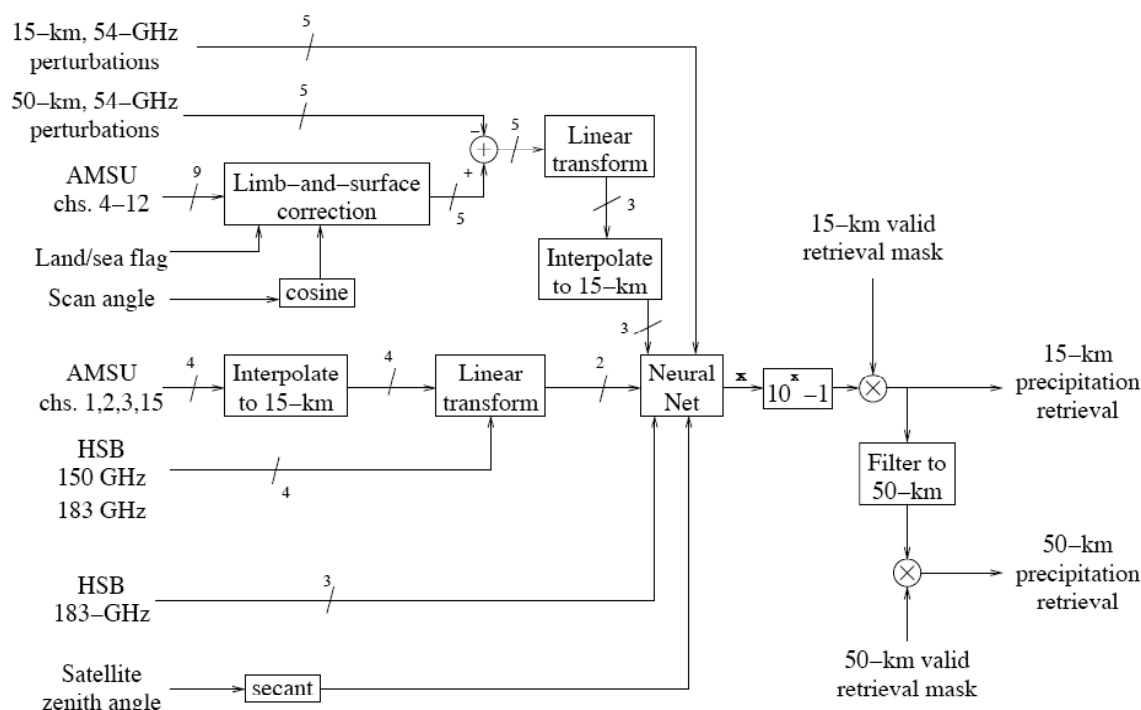 15–km, 54–GHz
perturbations
5
50–km, 54–GHz
perturbations
5
–
+
5
Linear
transform
AMSU
chs. 4–12
9
Limb–and–surface
correction
+
5
3
Land/sea flag
Scan angle
cosine
Interpolate
to 15–km
3
15–km valid
retrieval mask
AMSU
chs. 1,2,3,15
4
Interpolate
to 15–km
4
Linear
transform
2
Neural
Net
x
10^x –1
×
15–km
precipitation
retrieval
HSB
150 GHz
183 GHz
4
Filter to
50–km
×
50–km
precipitation
retrieval
HSB
183–GHz
3
50–km valid
retrieval mask
Satellite
zenith angle
secant